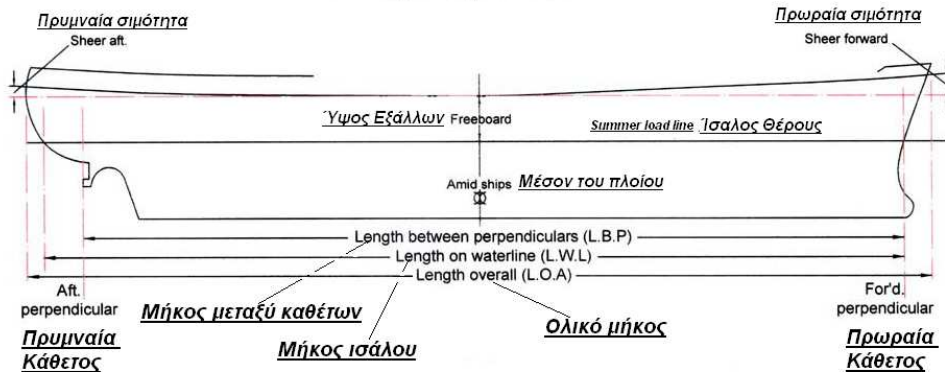 Πρυμναία σιμότητα
Sheer aft.
Πρωραία σιμότητα
Sheer forward
Ύψος Εξάλλων Freeboard
Summer load line Ίσαλος Θέρους
Amid ships Μέσον του πλοίου
Length between perpendiculars (L.B.P)
Length on waterline (L.W.L)
Length overall (L.O.A)
Aft.
perpendicular
Πρυμναία
Κάθετος
Μήκος μεταξύ καθέτων
Μήκος ισάλου
Ολικό μήκος
For'd.
perpendicular
Πρωραία
Κάθετος